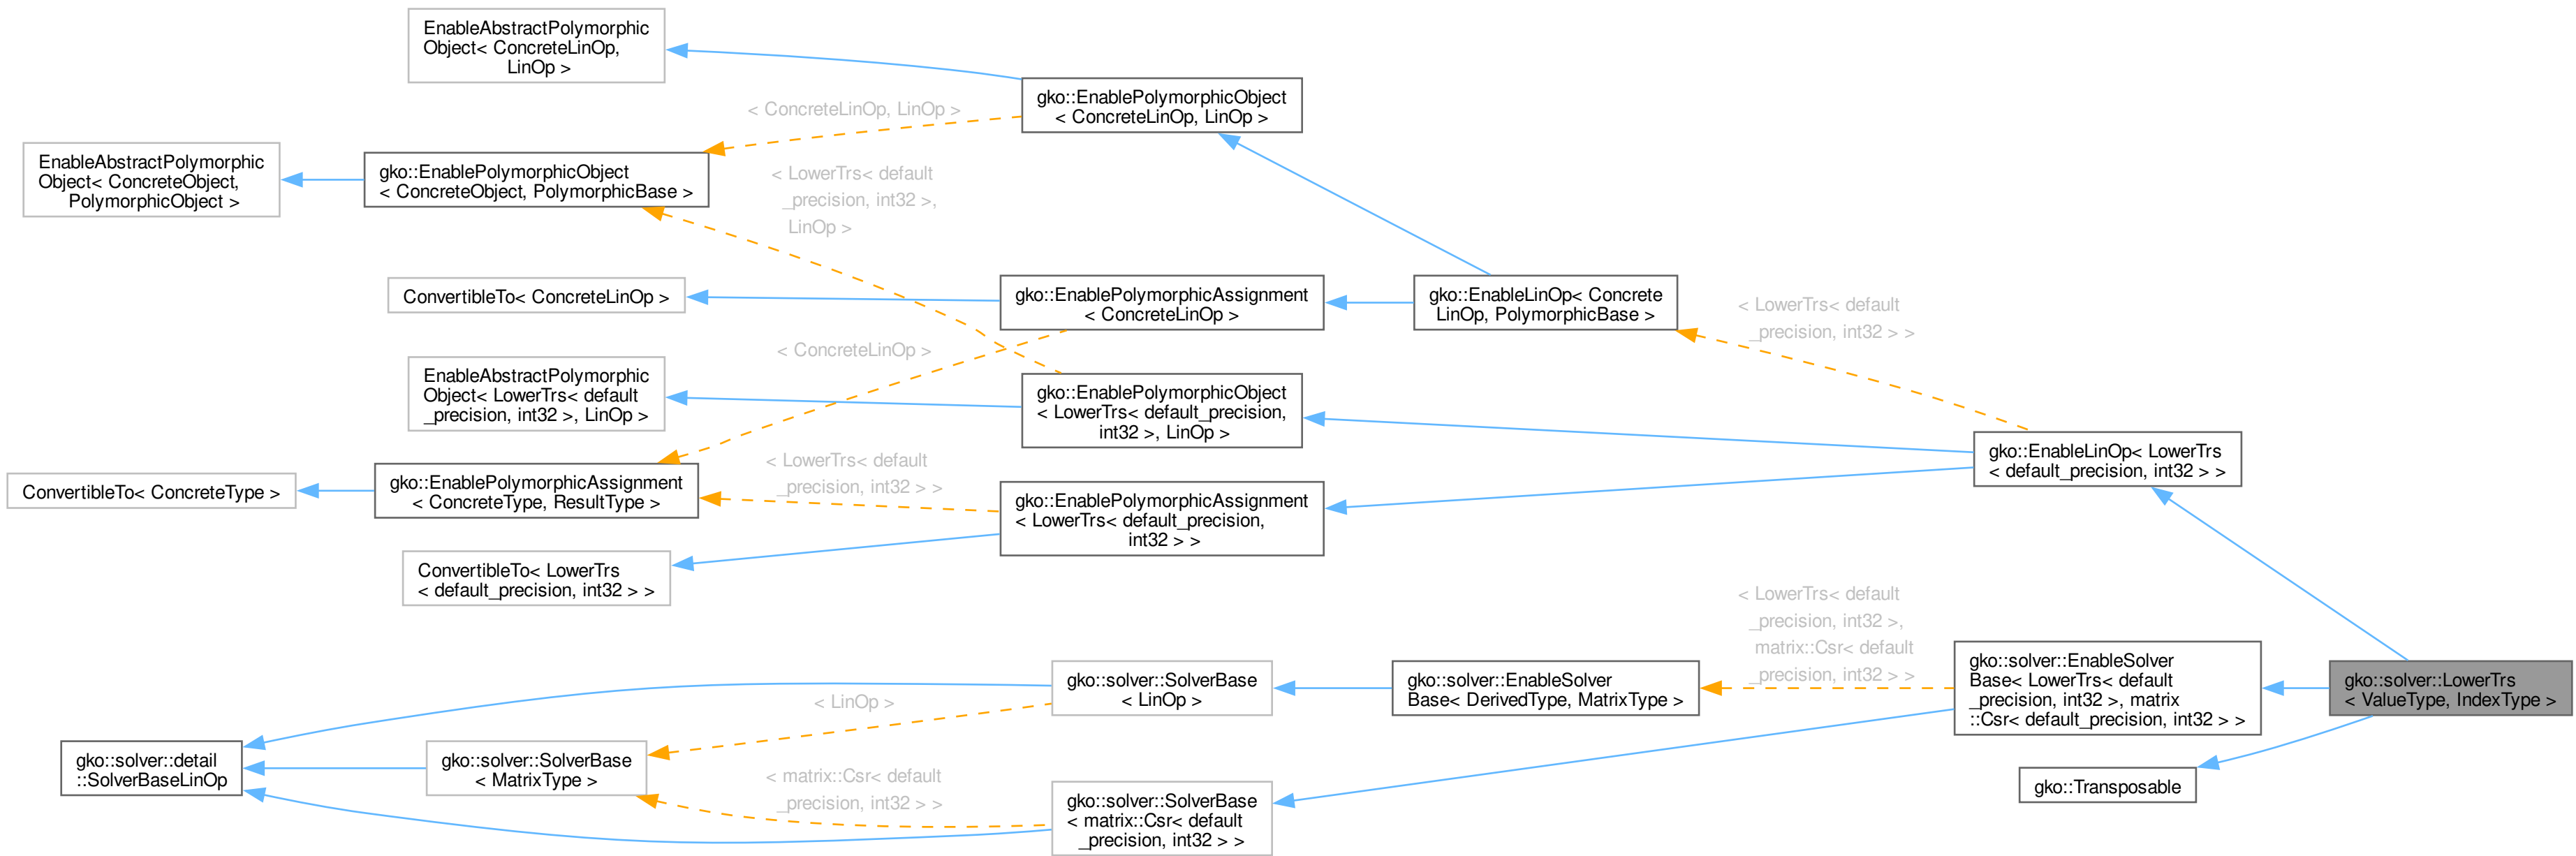 EnableAbstractPolymorphic
Object< ConcreteLinOp,
LinOp >
gko::EnablePolymorphicObject
< ConcreteLinOp, LinOp >
< ConcreteLinOp, LinOp >
EnableAbstractPolymorphic
Object< ConcreteObject,
PolymorphicObject >
gko::EnablePolymorphicObject
< ConcreteObject, PolymorphicBase >
< LowerTrs< default
_precision, int32 >,
LinOp >
ConvertibleTo< ConcreteLinOp >
gko::EnablePolymorphicAssignment
< ConcreteLinOp >
gko::EnableLinOp< Concrete
LinOp, PolymorphicBase >
< LowerTrs< default
_precision, int32 > >
< ConcreteLinOp >
EnableAbstractPolymorphic
Object< LowerTrs< default
_precision, int32 >, LinOp >
gko::EnablePolymorphicObject
< LowerTrs< default_precision,
int32 >, LinOp >
gko::EnableLinOp< LowerTrs
< default_precision, int32 > >
ConvertibleTo< ConcreteType >
gko::EnablePolymorphicAssignment
< ConcreteType, ResultType >
< LowerTrs< default
_precision, int32 > >
gko::EnablePolymorphicAssignment
< LowerTrs< default_precision,
int32 > >
ConvertibleTo< LowerTrs
< default_precision, int32 > >
< LowerTrs< default
_precision, int32 >,
matrix::Csr< default
_precision, int32 > >
gko::solver::SolverBase
< LinOp >
gko::solver::EnableSolver
Base< DerivedType, MatrixType >
gko::solver::EnableSolver
Base< LowerTrs< default
_precision, int32 >, matrix
::Csr< default_precision, int32 > >
gko::solver::LowerTrs
< ValueType, IndexType >
< LinOp >
gko::solver::detail
::SolverBaseLinOp
gko::solver::SolverBase
< MatrixType >
< matrix::Csr< default
_precision, int32 > >
gko::solver::SolverBase
< matrix::Csr< default
_precision, int32 > >
gko::Transposable